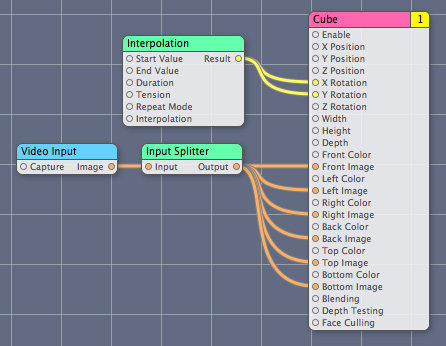 Interpolation
Start Value Result
End Value
Duration
Tension
Repeat Mode
Interpolation
Video Input
Capture Image
Input Splitter
Input Output
Cube 1
Enable
X Position
Y Position
Z Position
X Rotation
Y Rotation
Z Rotation
Width
Height
Depth
Front Color
Front Image
Left Color
Left Image
Right Color
Right Image
Back Color
Back Image
Top Color
Top Image
Bottom Color
Bottom Image
Blending
Depth Testing
Face Culling